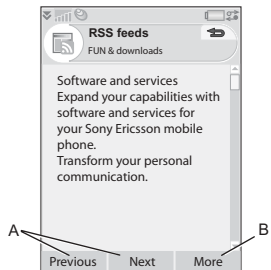 RSS feeds
FUN & downloads
Software and services
Expand your capabilities with
software and services for
your Sony Ericsson mobile
phone.
Transform your personal
communication.
A
B
Previous Next More